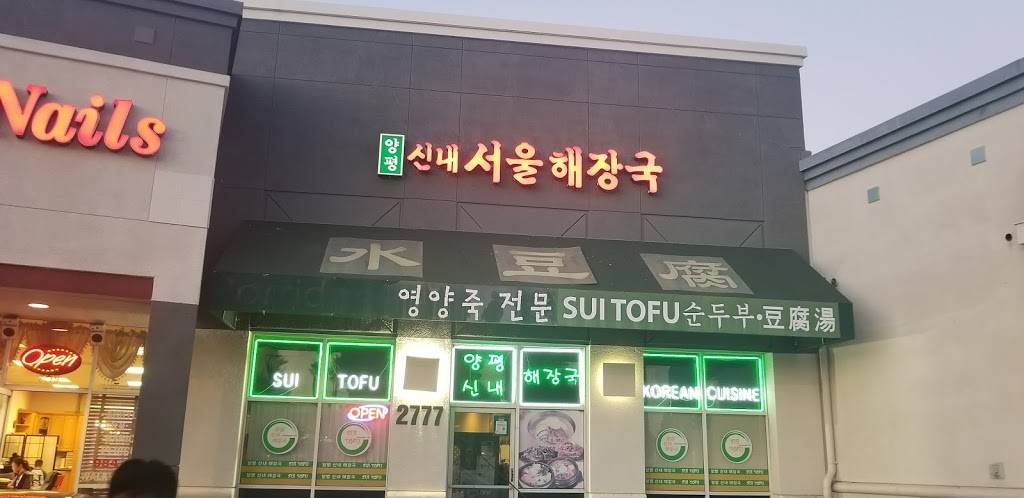 Nails
양평
신내 서울 해장국
水豆腐
영양죽 전문 SUI TOFU 순두부·豆腐湯
Open
SUI TOFU
양평
신내
해장국
KOREAN CUISINE
OPEN
2777